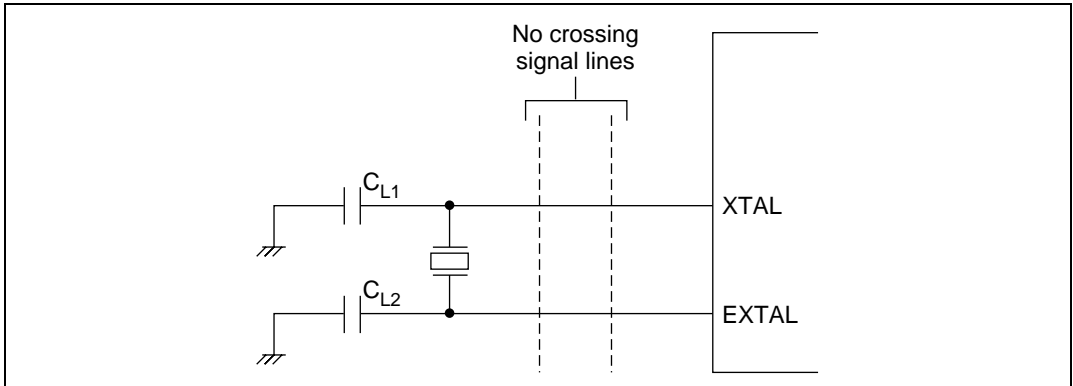 No crossing
signal lines
CL1
XTAL
CL2
EXTAL